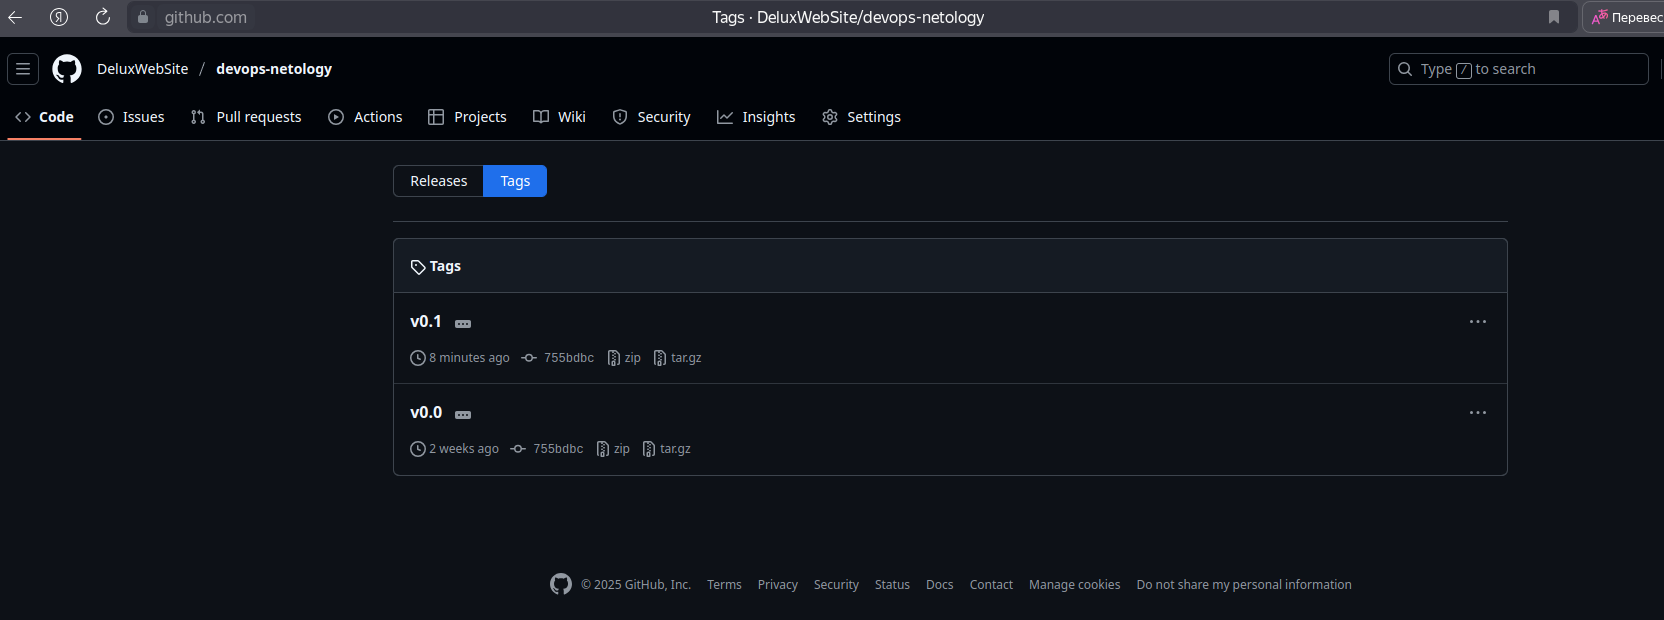 github.com Tags · DeluxWebSite/devops-netology Перевес
DeluxWebSite / devops-netology Type / to search
Code Issues Pull requests Actions Projects Wiki Security Insights Settings
Releases Tags
Tags
v0.1
8 minutes ago 755bdbc zip tar.gz
v0.0
2 weeks ago 755bdbc zip tar.gz
© 2025 GitHub, Inc. Terms Privacy Security Status Docs Contact Manage cookies Do not share my personal information